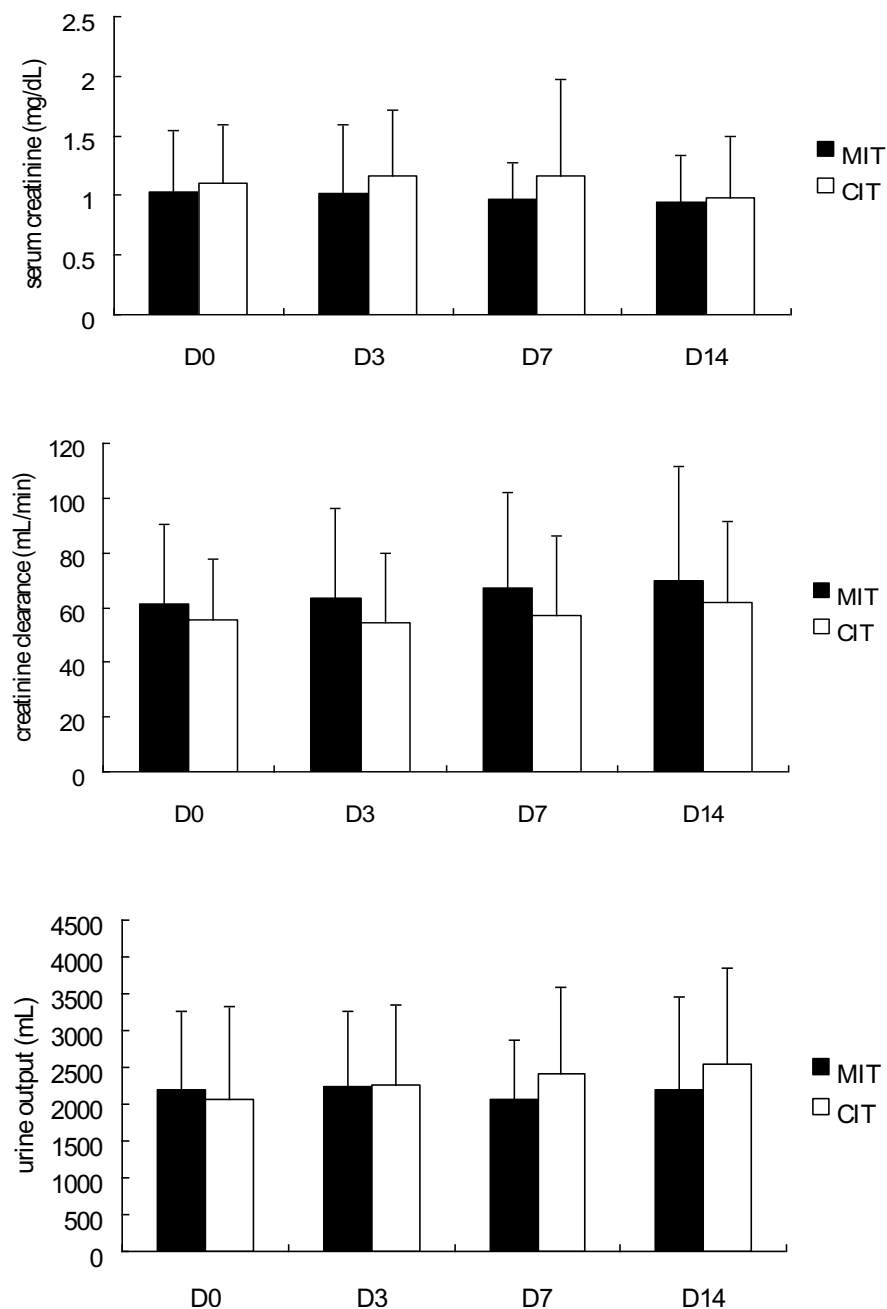 serum creatinine (mg/dL)
2.5
2
1.5
1
0.5
0
D0 D3 D7 D14
MIT
CIT
creatinine clearance (mL/min)
120
100
80
60
40
20
0
D0 D3 D7 D14
MIT
CIT
urine output (mL)
4500
4000
3500
3000
2500
2000
1500
1000
500
0
D0 D3 D7 D14
MIT
CIT